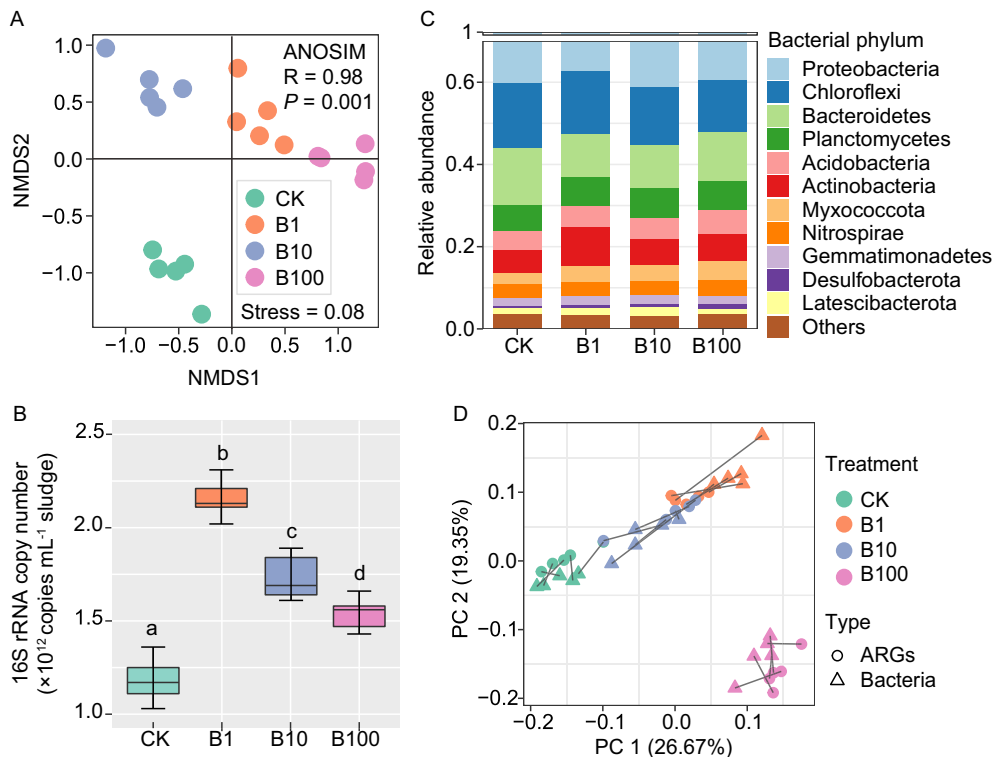 A
ANOSIM
R = 0.98
P = 0.001
1.0
0.5
0.0
−0.5
−1.0
NMDS2
CK
B1
B10
B100
Stress = 0.08
−1.0
−0.5
0.0
0.5
1.0
NMDS1
B
2.5
2.0
1.5
1.0
16S rRNA copy number
(×10¹² copies mL⁻¹ sludge)
a
b
c
d
CK
B1
B10
B100
C
1
0.6
0.4
0.2
0.0
Relative abundance
CK
B1
B10
B100
Bacterial phylum
Proteobacteria
Chloroflexi
Bacteroidetes
Planctomycetes
Acidobacteria
Actinobacteria
Myxococcota
Nitrospirae
Gemmatimonadetes
Desulfobacterota
Latescibacterota
Others
D
0.2
0.1
0.0
−0.1
−0.2
PC 2 (19.35%)
−0.2
−0.1
0.0
0.1
PC 1 (26.67%)
Treatment
CK
B1
B10
B100
Type
ARGs
Bacteria